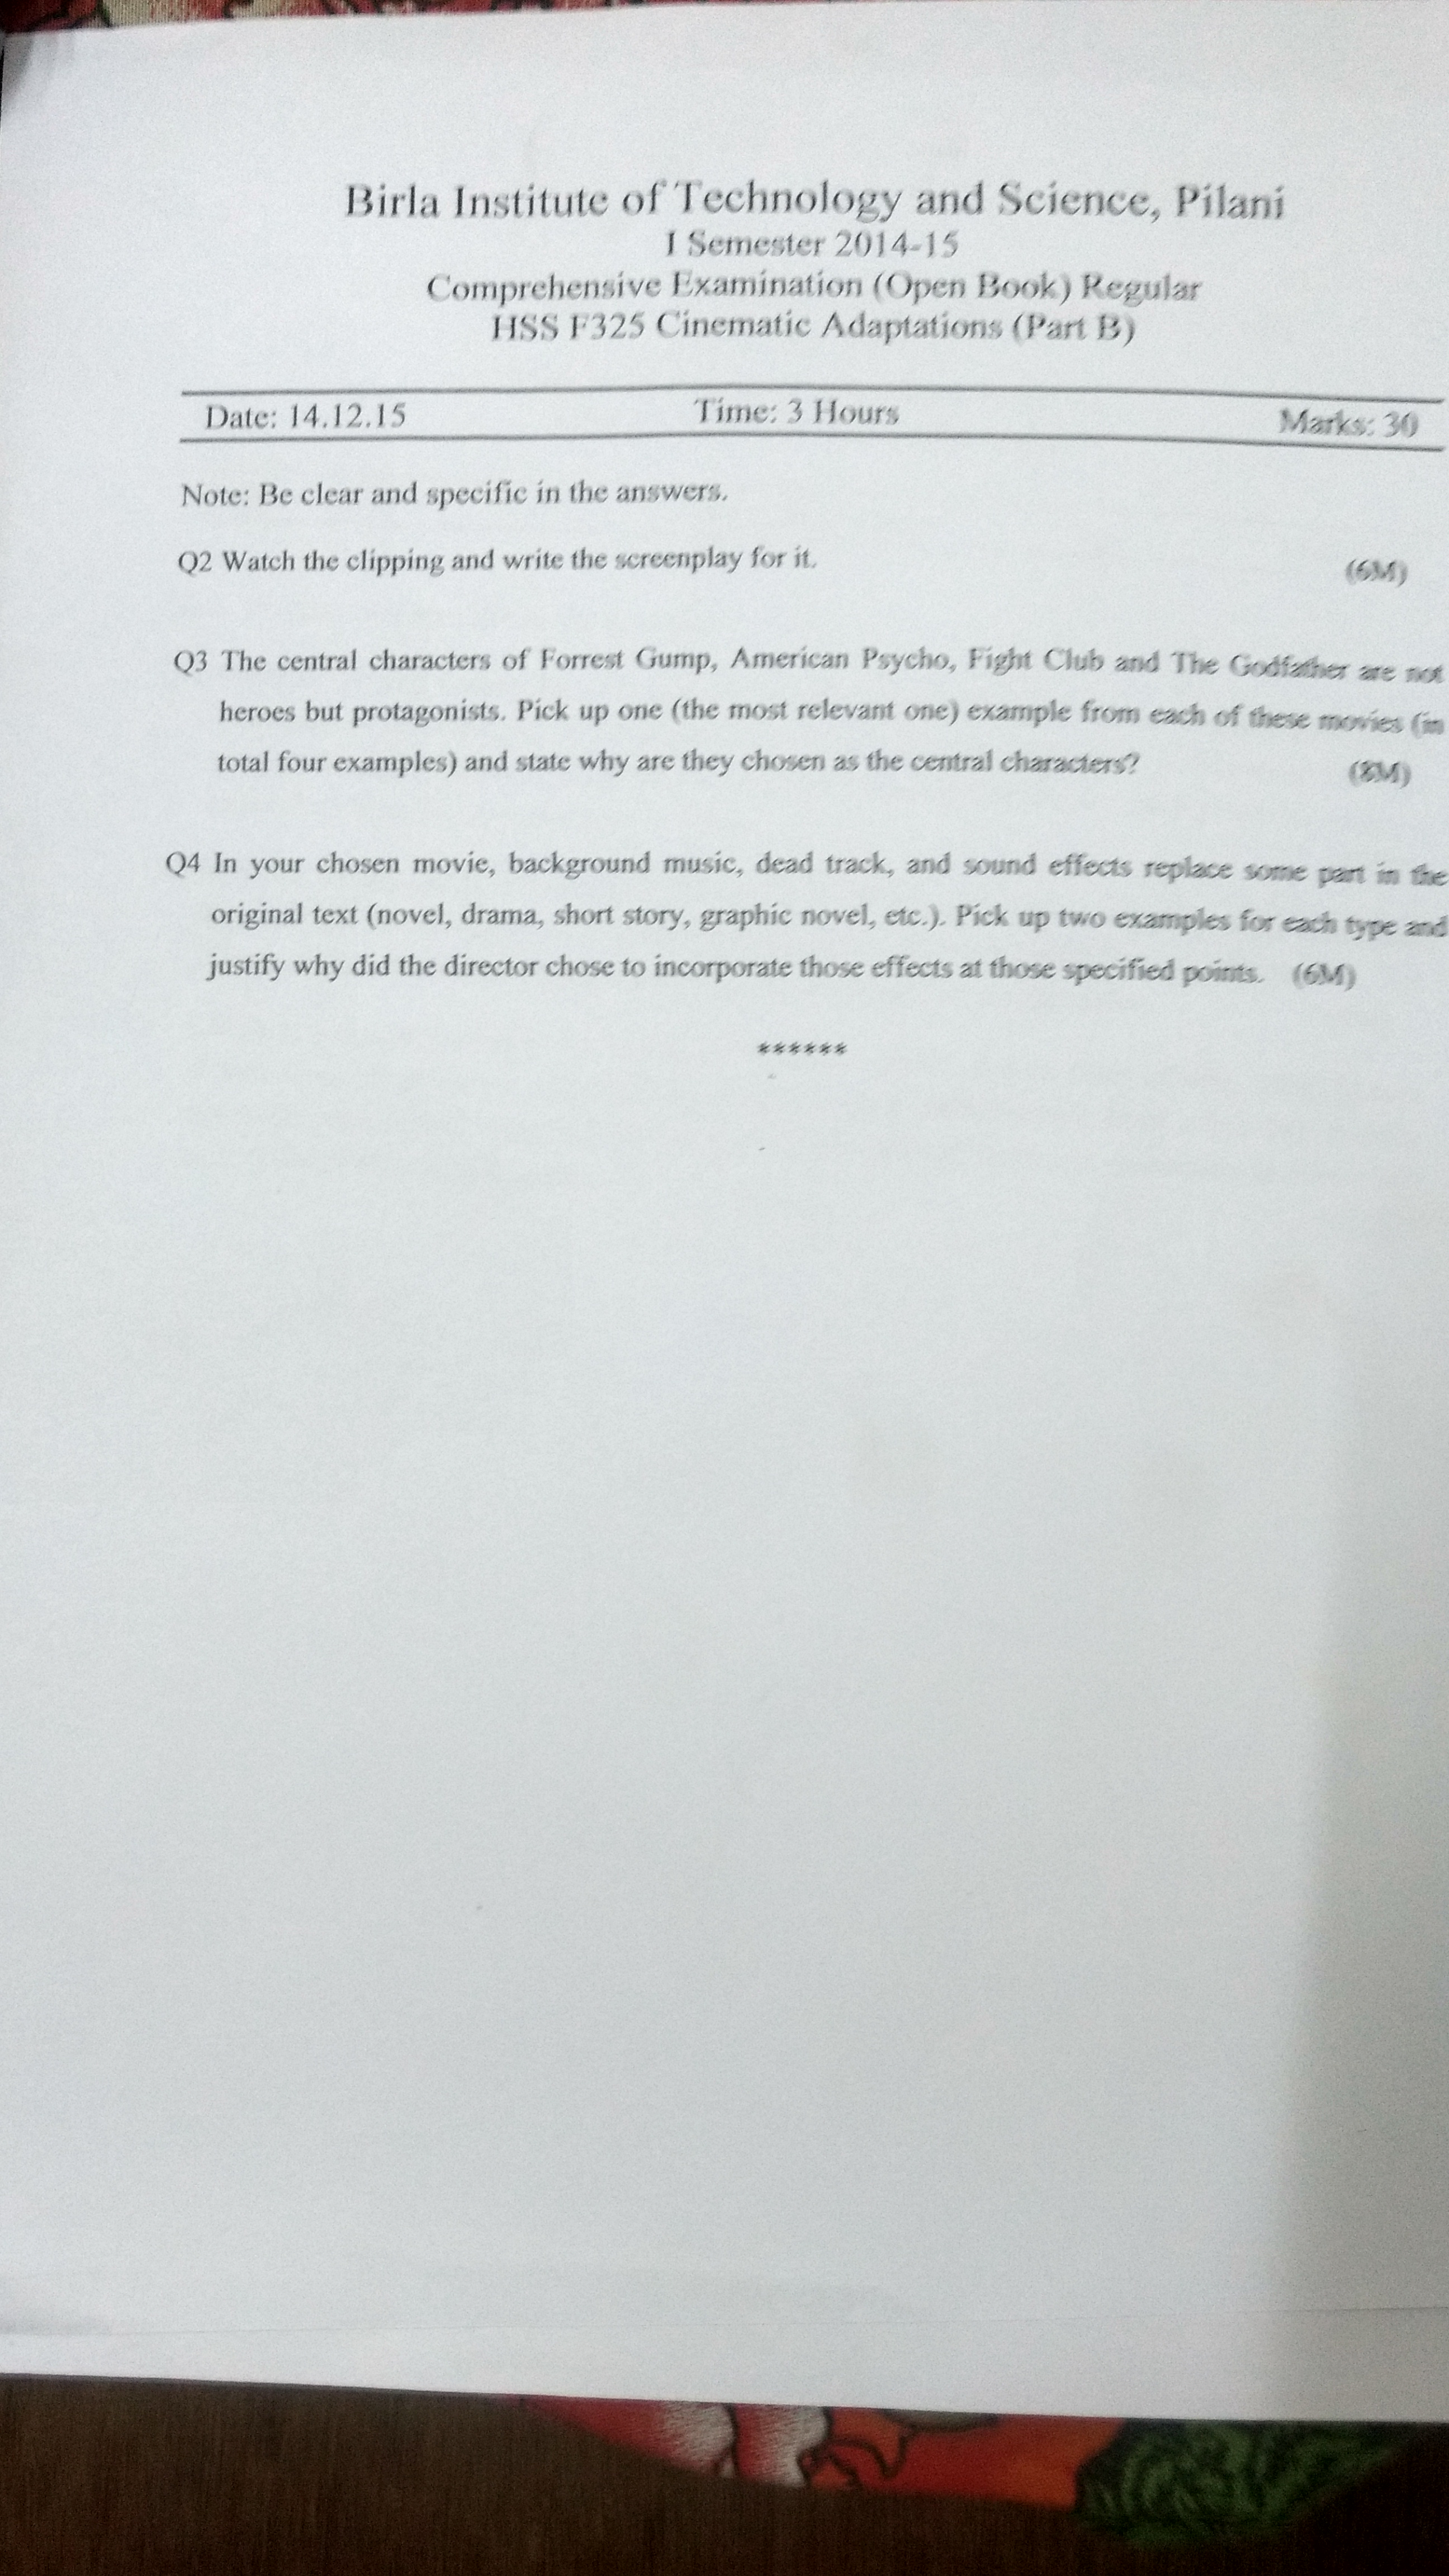 Birla Institute of Technology and Science, Pilani
I Semester 2014-15
Comprehensive Examination (Open Book) Regular
HSS F325 Cinematic Adaptations (Part B)
Date: 14.12.15 Time: 3 Hours Marks: 30
Note: Be clear and specific in the answers.
Q2 Watch the clipping and write the screenplay for it. (6M)
Q3 The central characters of Forrest Gump, American Psycho, Fight Club and The Godfather are not
heroes but protagonists. Pick up one (the most relevant one) example from each of these movies (in
total four examples) and state why are they chosen as the central characters? (8M)
Q4 In your chosen movie, background music, dead track, and sound effects replace some part in the
original text (novel, drama, short story, graphic novel, etc.). Pick up two examples for each type and
justify why did the director chose to incorporate those effects at those specified points. (6M)
******